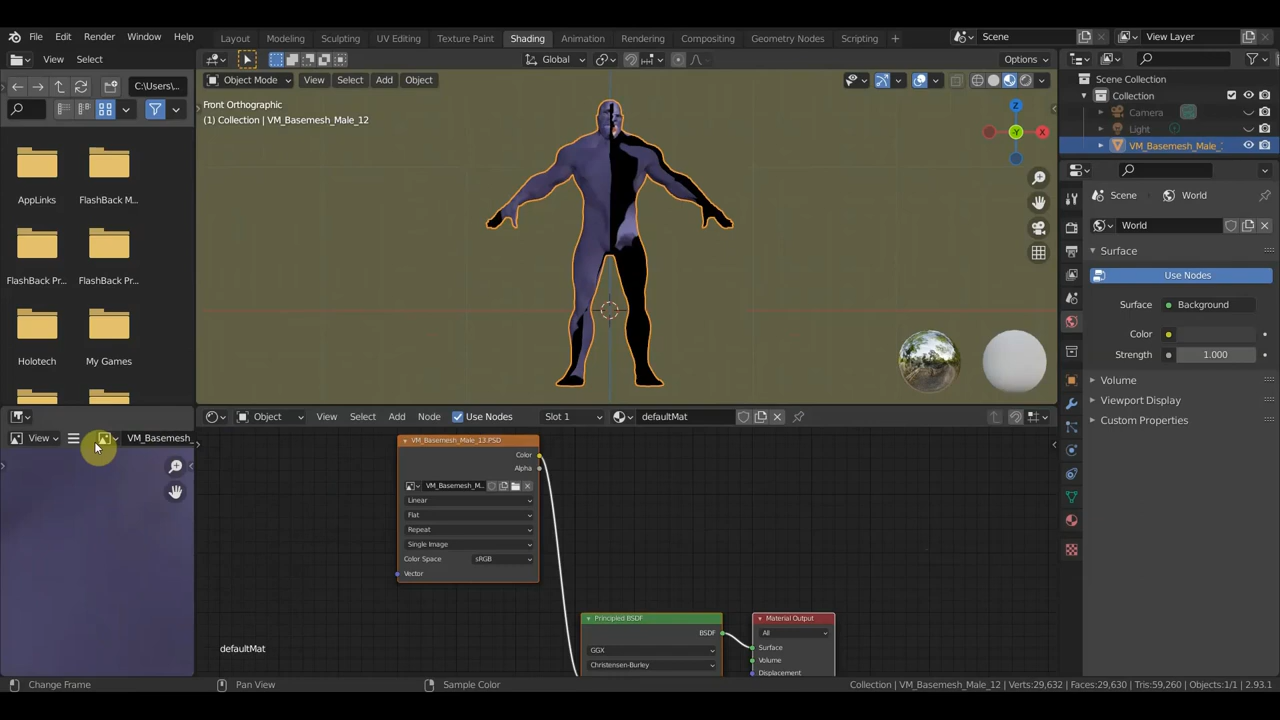 File Edit Render Window Help Layout Modeling Sculpting UV Editing Texture Paint Shading Animation Rendering Compositing Geometry Nodes Scripting Scene View Layer
View Select Global Options
C:\Users\... Object Mode View Select Add Object Scene Collection
Front Orthographic Collection
(1) Collection | VM_Basemesh_Male_12 Camera
Light
VM_Basemesh_Male_
Z
X
-Y
AppLinks FlashBack M...
Scene World
World
Surface
Use Nodes
FlashBack Pr... FlashBack Pr...
Surface Background
Color
Strength 1.000
Holotech My Games
Volume
Viewport Display
Custom Properties
Object View Select Add Node Use Nodes Slot 1 defaultMat
View VM_Basemesh_
VM_Basemesh_Male_13.PSD
Color
Alpha
VM_Basemesh_M...
Linear
Flat
Repeat
Single Image
Color Space sRGB
Vector
Principled BSDF Material Output
BSDF All
GGX Surface
Christensen-Burley Volume
Displacement
defaultMat
Change Frame Pan View Sample Color Collection | VM_Basemesh_Male_12 | Verts:29,632 | Faces:29,630 | Tris:59,260 | Objects:1/1 | 2.93.1